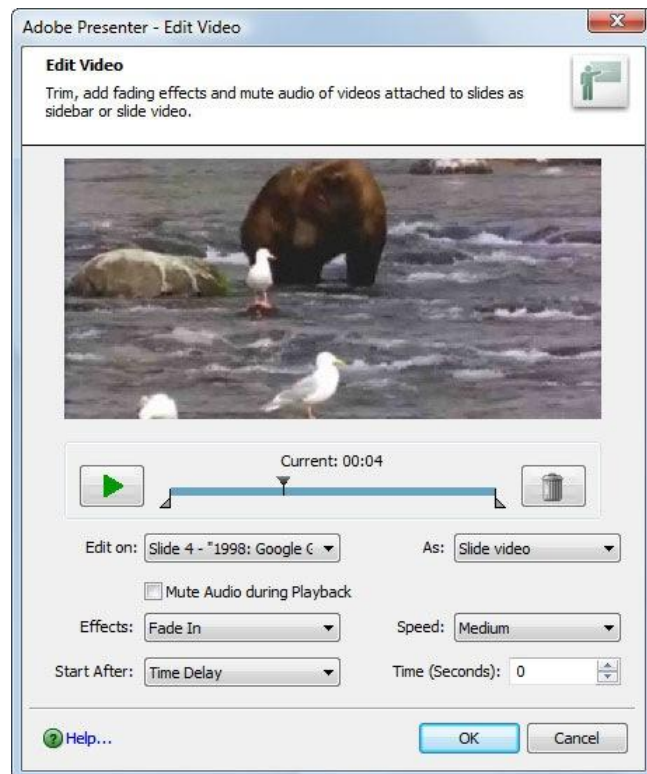 Adobe Presenter - Edit Video
Edit Video
Trim, add fading effects and mute audio of videos attached to slides as
sidebar or slide video.
Current: 00:04
Edit on: Slide 4 - "1998: Google G As: Slide video
Mute Audio during Playback
Effects: Fade In Speed: Medium
Start After: Time Delay Time (Seconds): 0
Help... OK Cancel